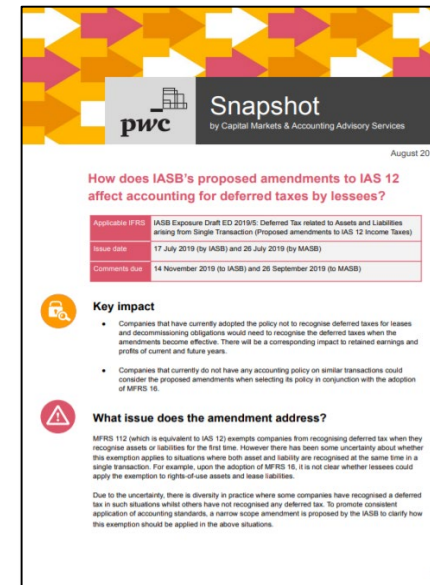 pwc
Snapshot
by Capital Markets & Accounting Advisory Services
August 20
How does IASB's proposed amendments to IAS 12
affect accounting for deferred taxes by lessees?
Applicable IFRS
IASB Exposure Draft ED 2019/5: Deferred Tax related to Assets and Liabilities
arising from Single Transaction (Proposed amendments to IAS 12 Income Taxes)
Issue date
17 July 2019 (by IASB) and 26 July 2019 (by MASB)
Comments due
14 November 2019 (to IASB) and 26 September 2019 (to MASB)
Key impact
• Companies that have currently adopted the policy not to recognise deferred taxes for leases
and decommissioning obligations would need to recognise the deferred taxes when the
amendments become effective. There will be a corresponding impact to retained earnings and
profits of current and future years.
• Companies that currently do not have any accounting policy on similar transactions could
consider the proposed amendments when selecting its policy in conjunction with the adoption
of MFRS 16.
What issue does the amendment address?
MFRS 112 (which is equivalent to IAS 12) exempts companies from recognising deferred tax when they
recognise assets or liabilities for the first time. However there has been some uncertainty about whether
this exemption applies to situations where both asset and liability are recognised at the same time in a
single transaction. For example, upon the adoption of MFRS 16, it is not clear whether lessees could
apply the exemption to rights-of-use assets and lease liabilities.
Due to the uncertainty, there is diversity in practice where some companies have recognised a deferred
tax in such situations whilst others have not recognised any deferred tax. To promote consistent
application of accounting standards, a narrow scope amendment is proposed by the IASB to clarify how
this exemption should be applied in the above situations.